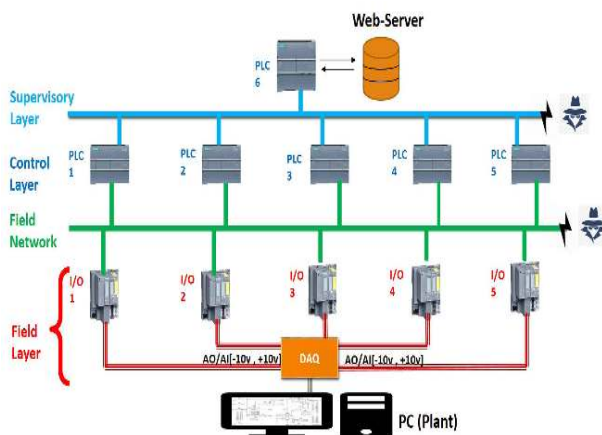 Web-Server
PLC
6
Supervisory
Layer
Control
Layer
PLC
1
PLC
2
PLC
3
PLC
4
PLC
5
Field
Network
I/O
1
I/O
2
I/O
3
I/O
4
I/O
5
Field
Layer
AO/AI[-10v , +10v]
DAQ
AO/AI[-10v , +10v]
PC (Plant)